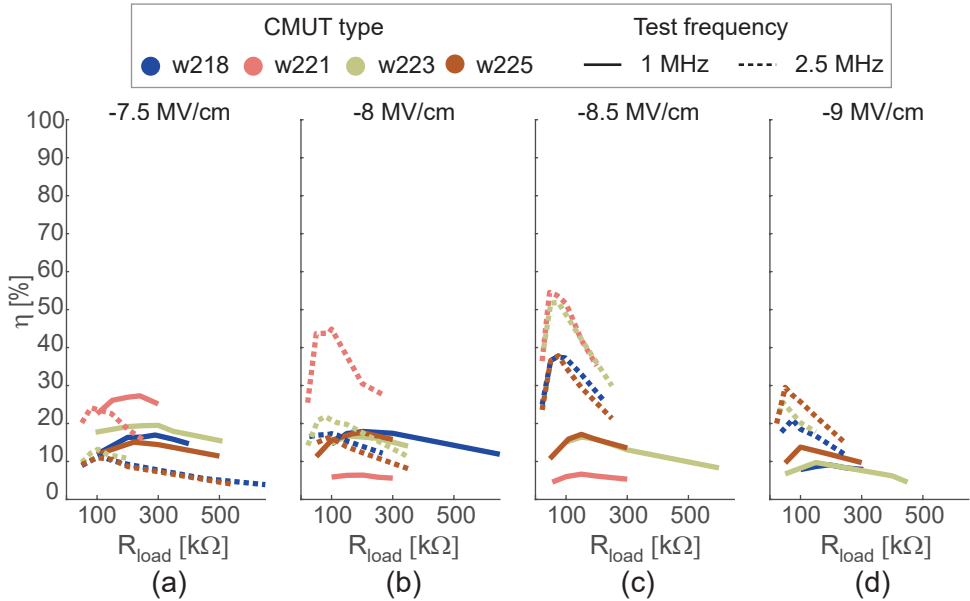 CMUT type Test frequency
w218 w221 w223 w225 1 MHz 2.5 MHz
-7.5 MV/cm -8 MV/cm -8.5 MV/cm -9 MV/cm
100
90
80
70
60
50
40
30
20
10
0
η [%]
100 300 500 100 300 500 100 300 500 100 300 500
Rload [kΩ] Rload [kΩ] Rload [kΩ] Rload [kΩ]
(a) (b) (c) (d)